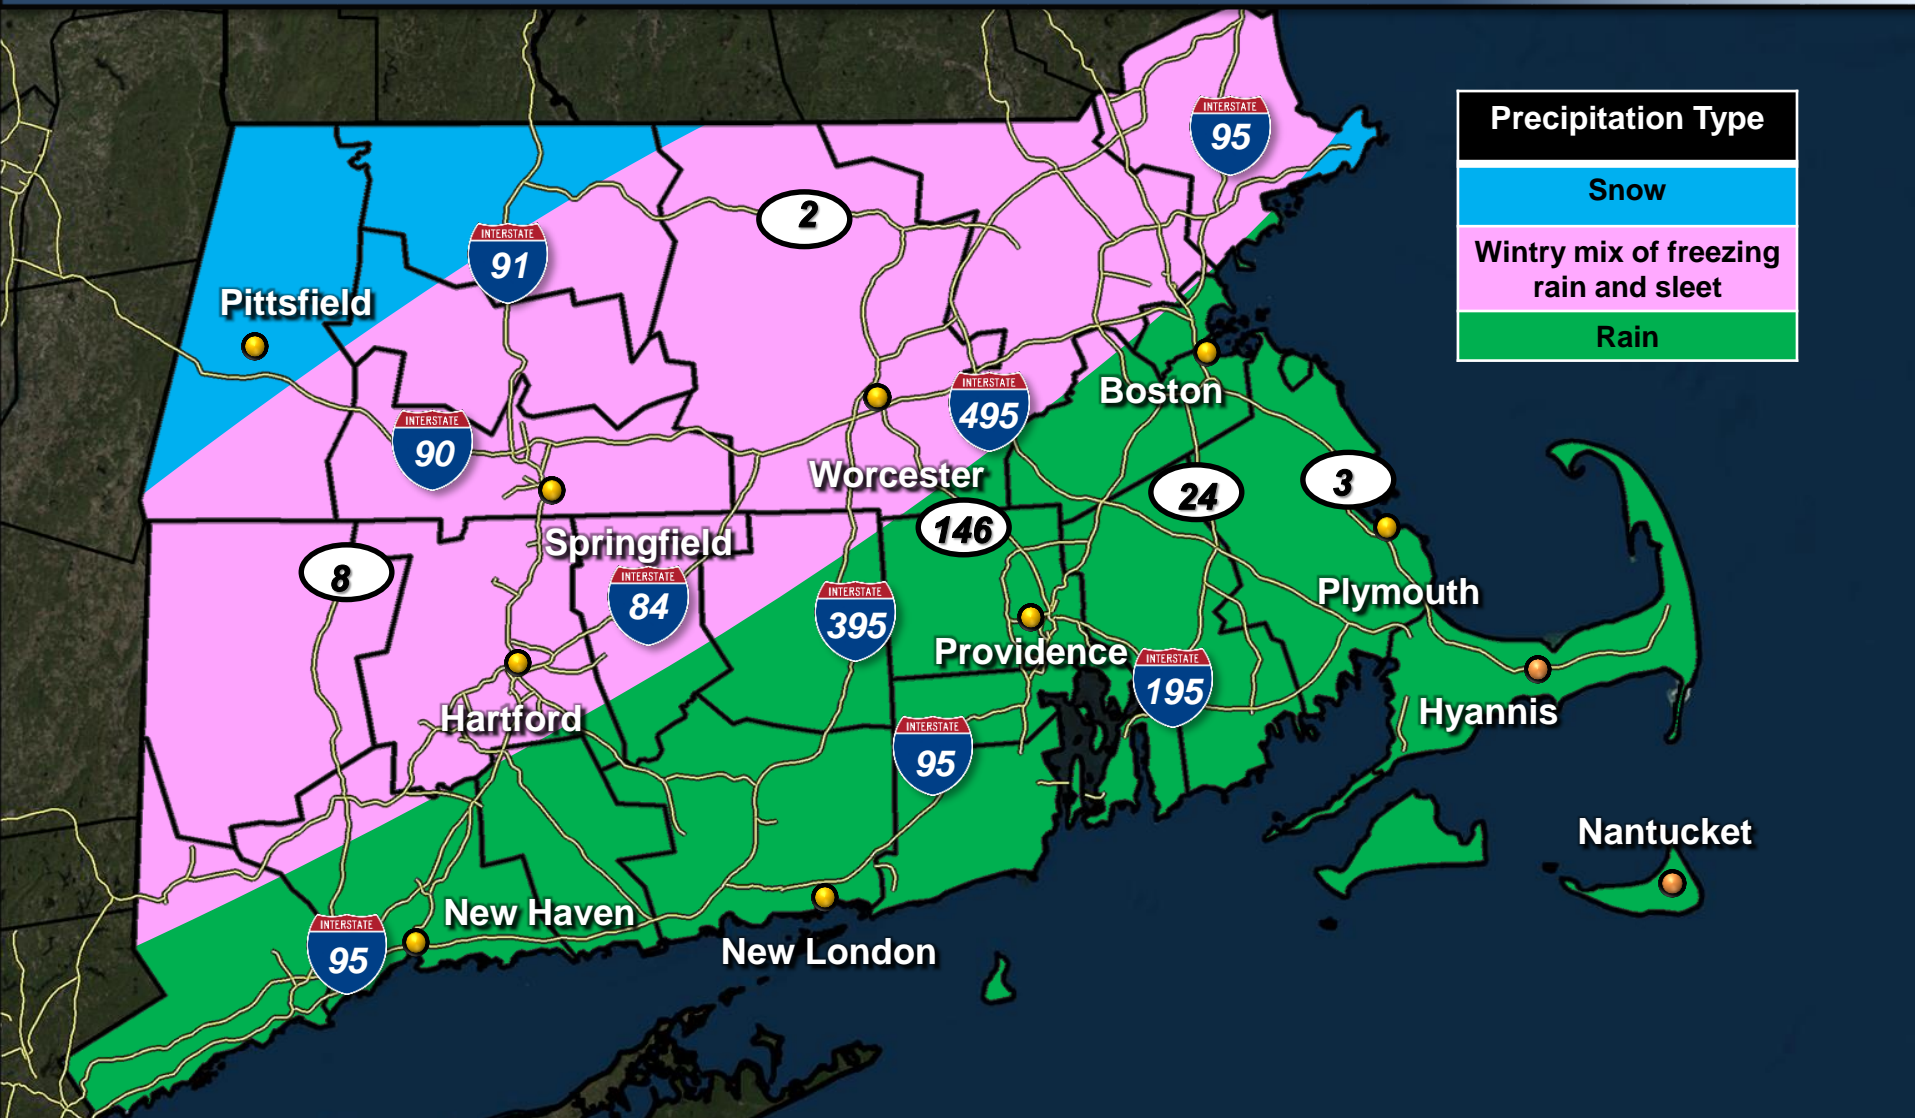 Precipitation Type
Snow
Wintry mix of freezing
rain and sleet
Rain
INTERSTATE
95
2
INTERSTATE
91
Pittsfield
Boston
INTERSTATE
495
INTERSTATE
90
Worcester
3
24
146
Springfield
8
INTERSTATE
84
INTERSTATE
395
Plymouth
Providence
INTERSTATE
195
Hartford
Hyannis
INTERSTATE
95
Nantucket
New Haven
INTERSTATE
95
New London